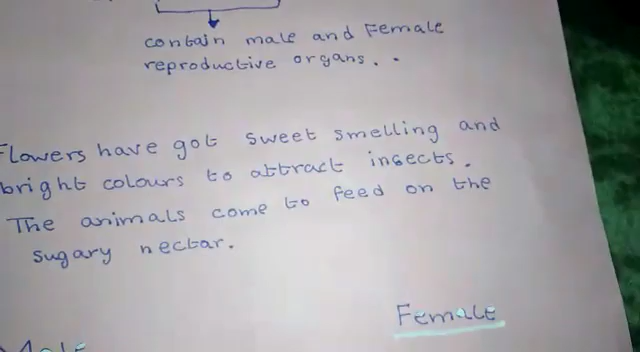 contain male and Female
reproductive organs. . .
Flowers have got sweet smelling and
bright colours to attract insects.
The animals come to feed on the
sugary nectar.
Female
Male